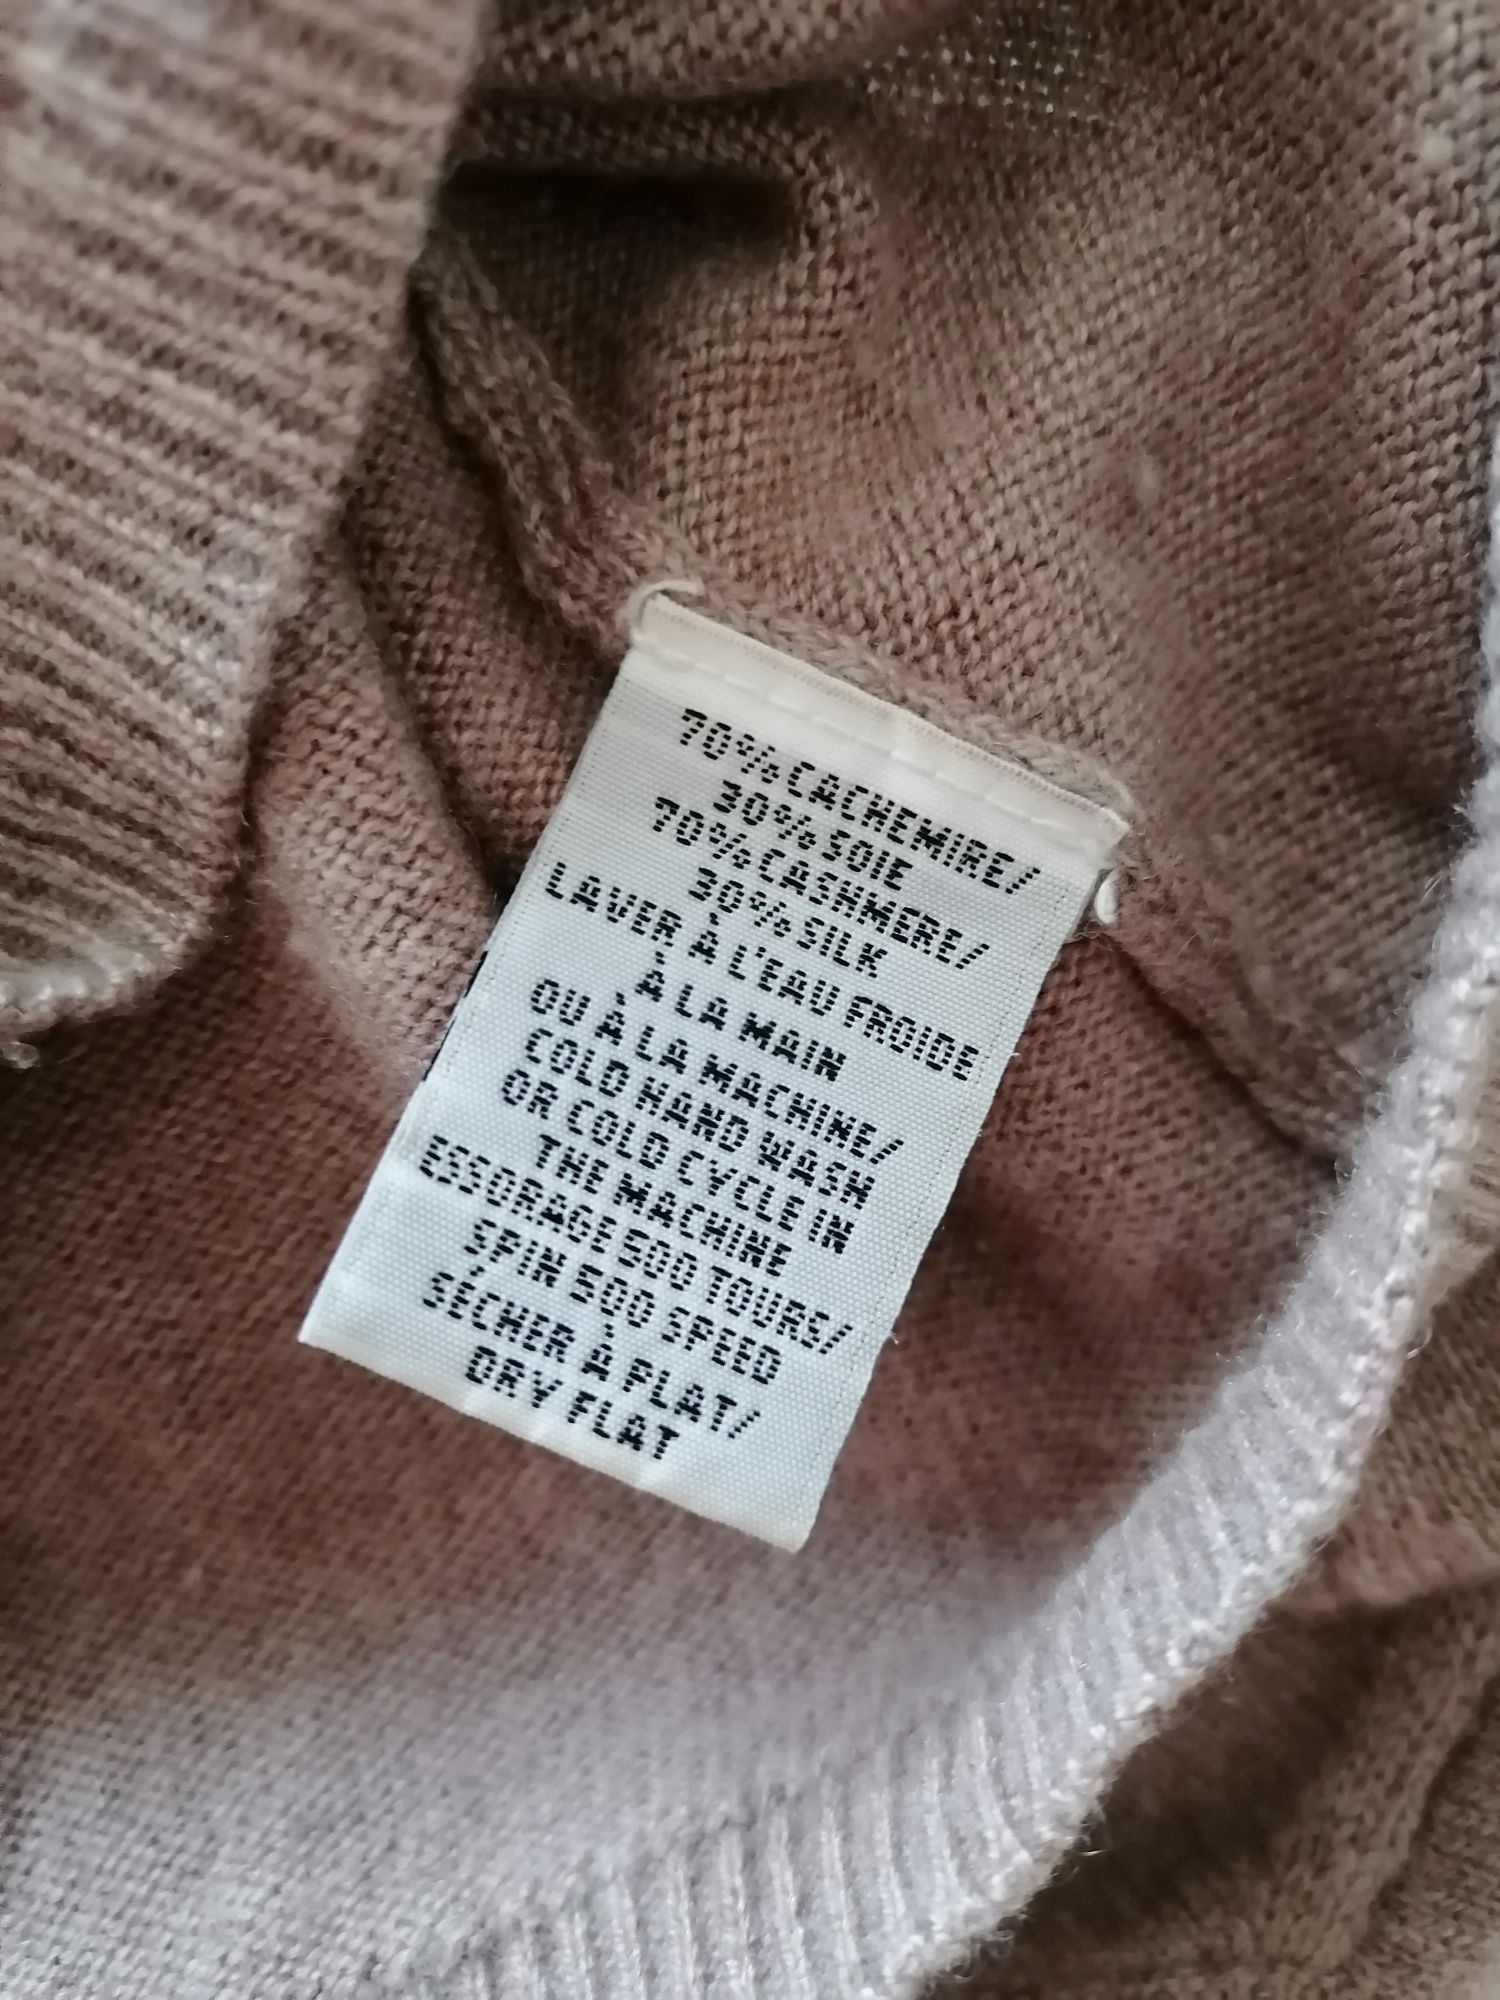 70% CACHEMIRE/
30% SOIE
70% CASHMERE/
30% SILK
LAVER À L'EAU FROIDE
À LA MAIN
OU À LA MACHINE/
COLD HAND WASH
OR COLD CYCLE IN
THE MACHINE
ESSORAGE 500 TOURS/
SPIN 500 SPEED
SÉCHER À PLAT/
DRY FLAT